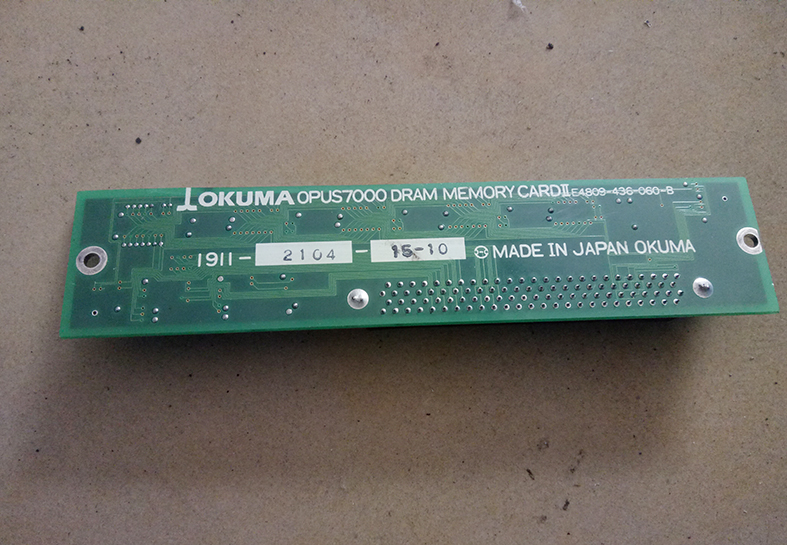 OKUMA OPUS7000 DRAM MEMORY CARDII E4809-436-060-B
1911- 2104 - 15-10 MADE IN JAPAN OKUMA